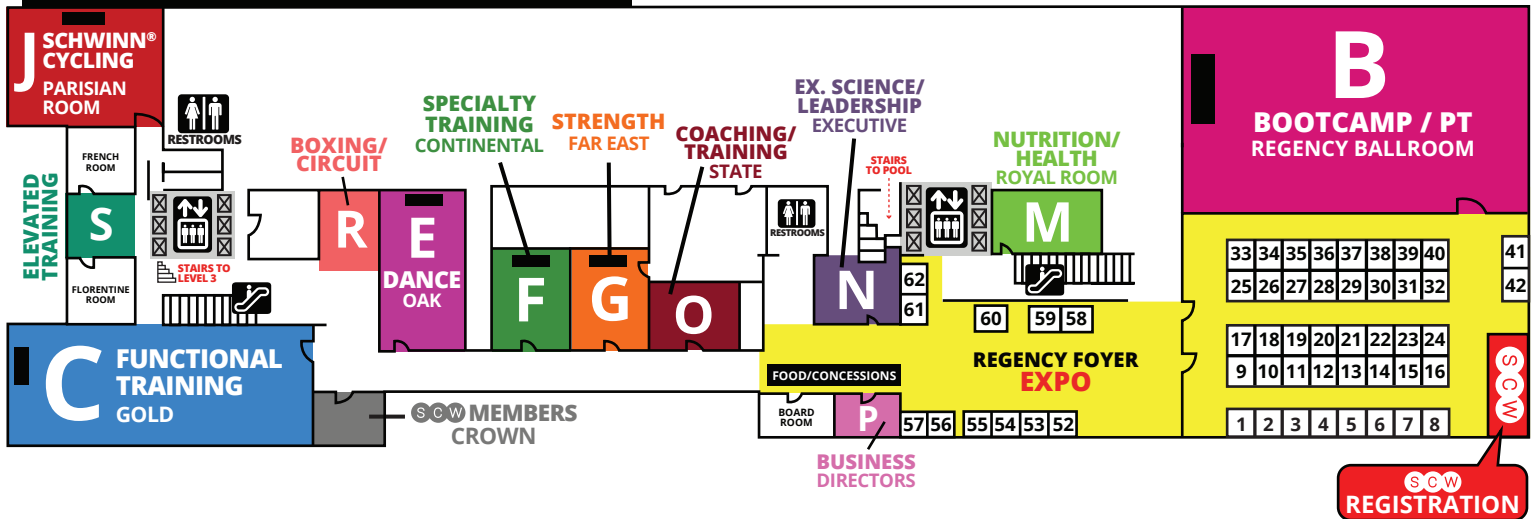 J
SCHWINN®
CYCLING
PARISIAN
ROOM
RESTROOMS
FRENCH
ROOM
ELEVATED
TRAINING
S
FLORENTINE
ROOM
STAIRS TO
LEVEL 3
C
FUNCTIONAL
TRAINING
GOLD
SCW MEMBERS
CROWN
BOXING/
CIRCUIT
R
E
DANCE
OAK
SPECIALTY
TRAINING
CONTINENTAL
F
STRENGTH
FAR EAST
G
COACHING/
TRAINING
STATE
O
RESTROOMS
EX. SCIENCE/
LEADERSHIP
EXECUTIVE
N
STAIRS
TO POOL
NUTRITION/
HEALTH
ROYAL ROOM
M
62
61
60
59 58
REGENCY FOYER
EXPO
FOOD/CONCESSIONS
BOARD
ROOM
P
BUSINESS
DIRECTORS
57 56
55 54 53 52
B
BOOTCAMP / PT
REGENCY BALLROOM
33 34 35 36 37 38 39 40
25 26 27 28 29 30 31 32
41
42
17 18 19 20 21 22 23 24
9 10 11 12 13 14 15 16
1 2 3 4 5 6 7 8
SCW
SCW
REGISTRATION